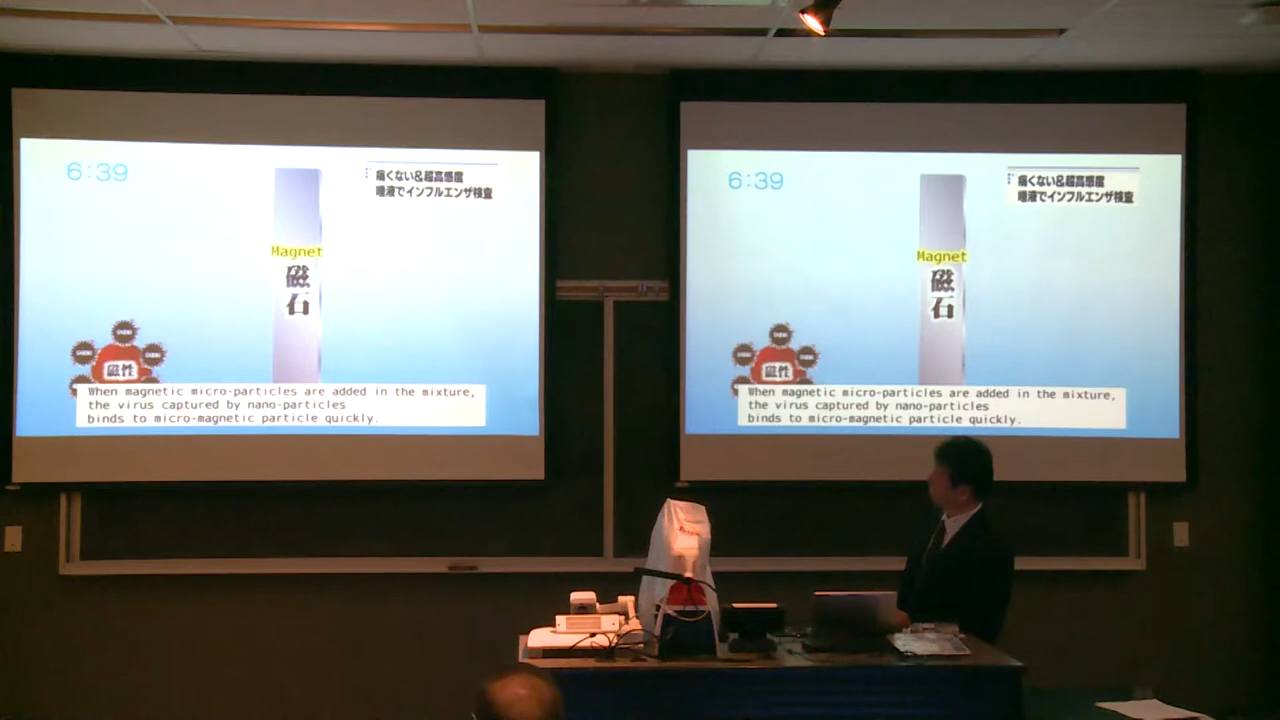 6:39
痛くない&超高感度
唾液でインフルエンザ検査
Magnet
磁石
磁性
When magnetic micro-particles are added in the mixture,
the virus captured by nano-particles
binds to micro-magnetic particle quickly.
6:39
痛くない&超高感度
唾液でインフルエンザ検査
Magnet
磁石
磁性
When magnetic micro-particles are added in the mixture,
the virus captured by nano-particles
binds to micro-magnetic particle quickly.